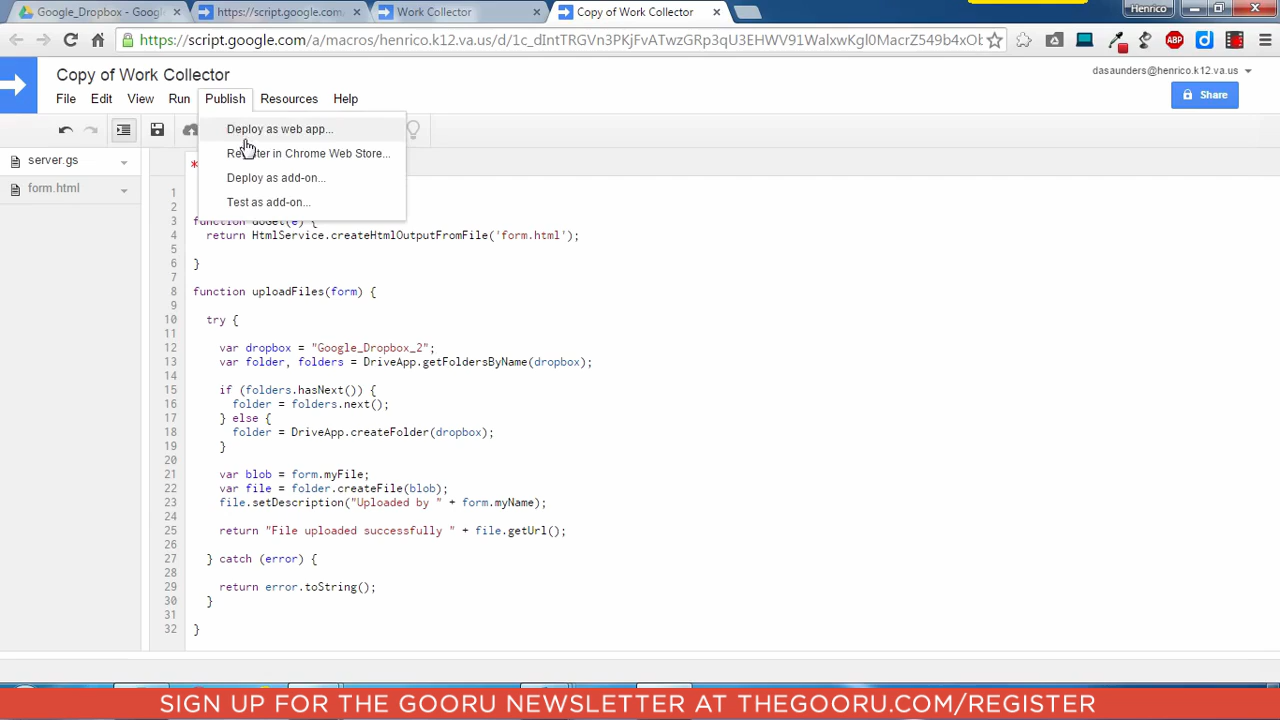 Google_Dropbox - Googl
https://script.google.com
Work Collector
Copy of Work Collector
Henrico
https://script.google.com/a/macros/henrico.k12.va.us/d/1c_dIntTRGVn3PKjFvATwzGRp3qU3EHWV91WalxwKgl0MacrZ549b4xOb
ABP
Copy of Work Collector
dasaunders@henrico.k12.va.us
File Edit View Run Publish Resources Help
Share
Deploy as web app...
in Chrome Web Store...
Deploy as add-on...
Test as add-on...
server.gs
form.html
1
2
3 function doGet(e) {
4 return HtmlService.createHtmlOutputFromFile('form.html');
5
6 }
7
8 function uploadFiles(form) {
9
10 try {
11
12 var dropbox = "Google_Dropbox_2";
13 var folder, folders = DriveApp.getFoldersByName(dropbox);
14
15 if (folders.hasNext()) {
16 folder = folders.next();
17 } else {
18 folder = DriveApp.createFolder(dropbox);
19 }
20
21 var blob = form.myFile;
22 var file = folder.createFile(blob);
23 file.setDescription("Uploaded by " + form.myName);
24
25 return "File uploaded successfully " + file.getUrl();
26
27 } catch (error) {
28
29 return error.toString();
30 }
31
32 }
SIGN UP FOR THE GOORU NEWSLETTER AT THEGOORU.COM/REGISTER